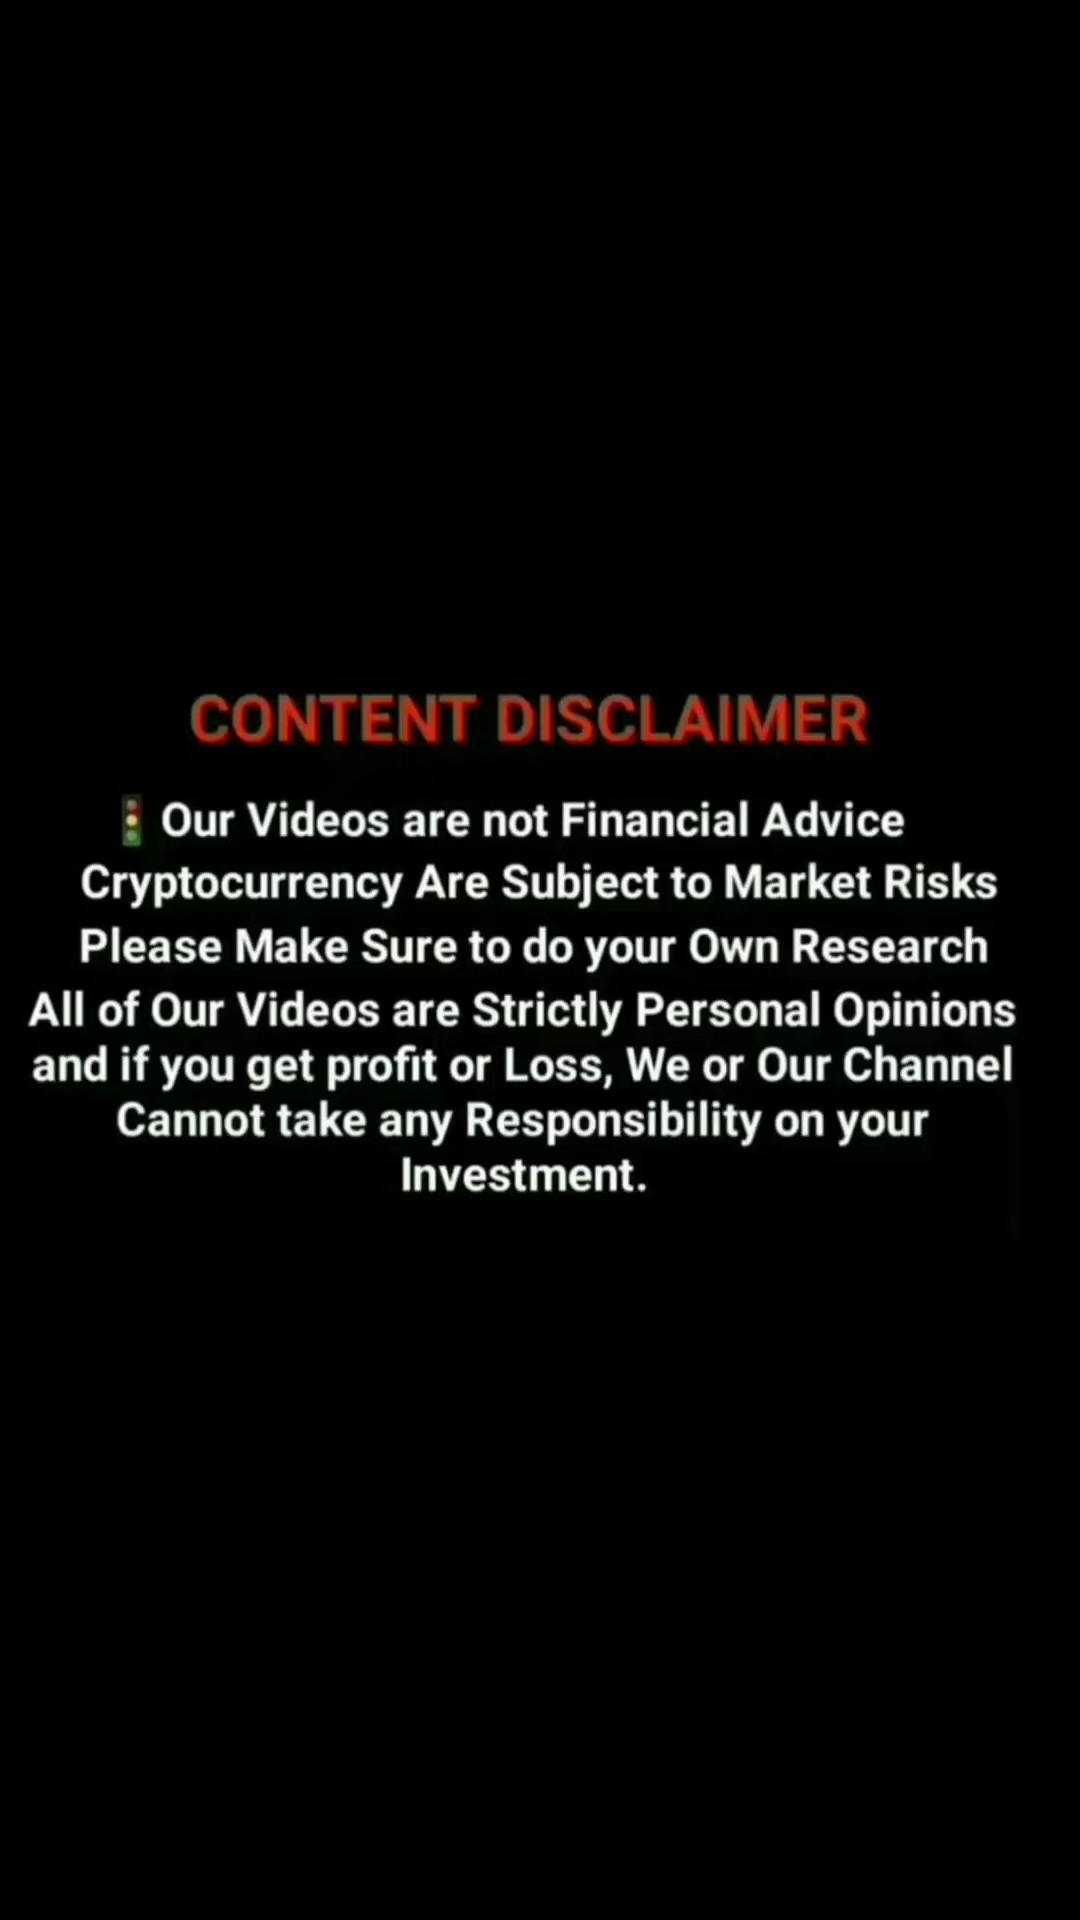 CONTENT DISCLAIMER
🚦 Our Videos are not Financial Advice
Cryptocurrency Are Subject to Market Risks
Please Make Sure to do your Own Research
All of Our Videos are Strictly Personal Opinions
and if you get profit or Loss, We or Our Channel
Cannot take any Responsibility on your
Investment.